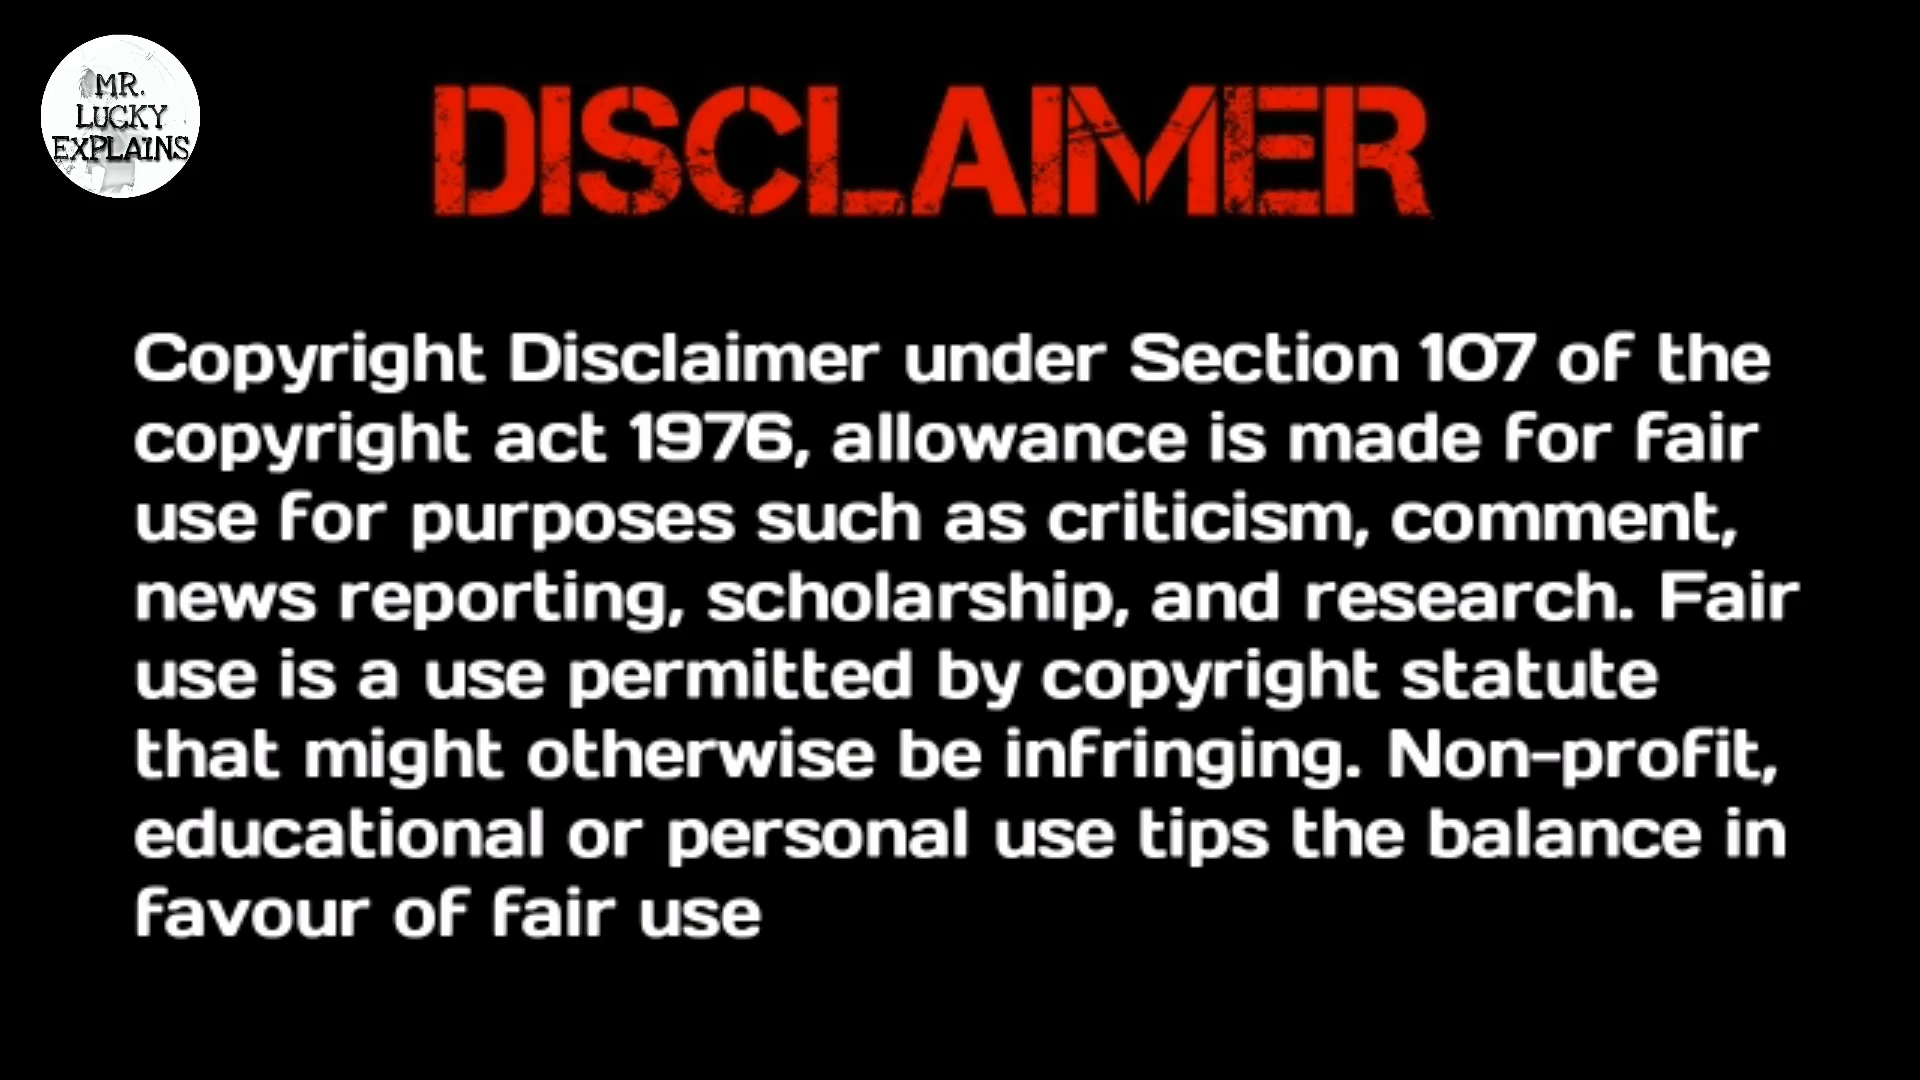 MR.
LUCKY
EXPLAINS
DISCLAIMER
Copyright Disclaimer under Section 107 of the
copyright act 1976, allowance is made for fair
use for purposes such as criticism, comment,
news reporting, scholarship, and research. Fair
use is a use permitted by copyright statute
that might otherwise be infringing. Non-profit,
educational or personal use tips the balance in
favour of fair use